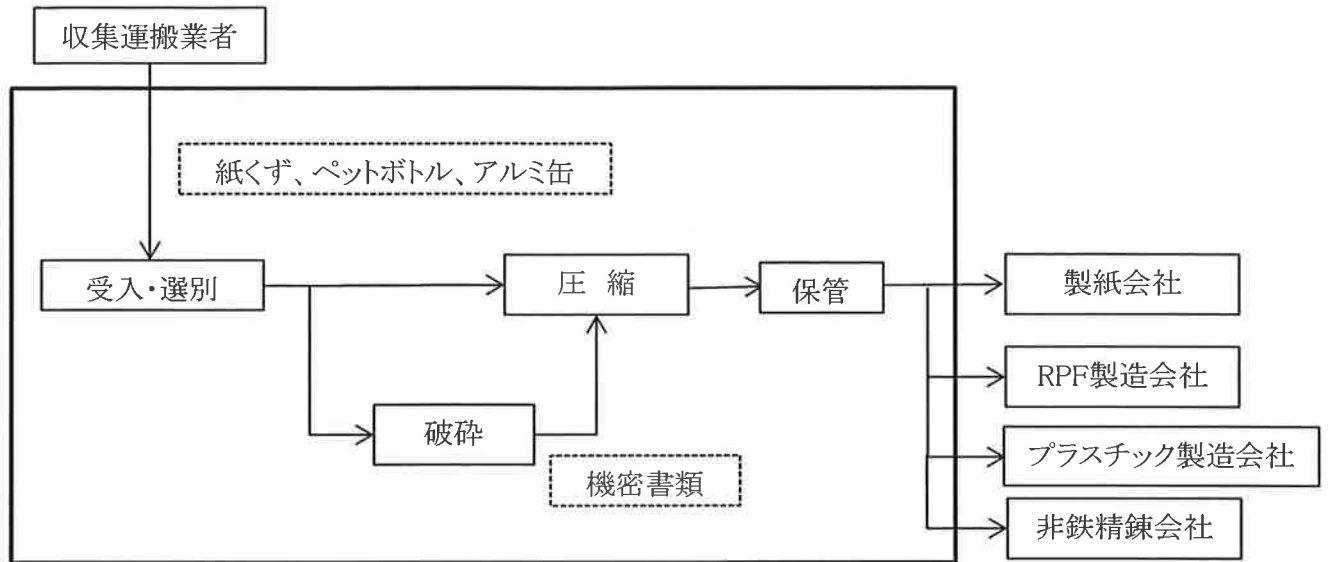 収集運搬業者
紙くず、ペットボトル、アルミ缶
受入・選別
圧 縮
保管
製紙会社
RPF製造会社
破砕
プラスチック製造会社
機密書類
非鉄精錬会社